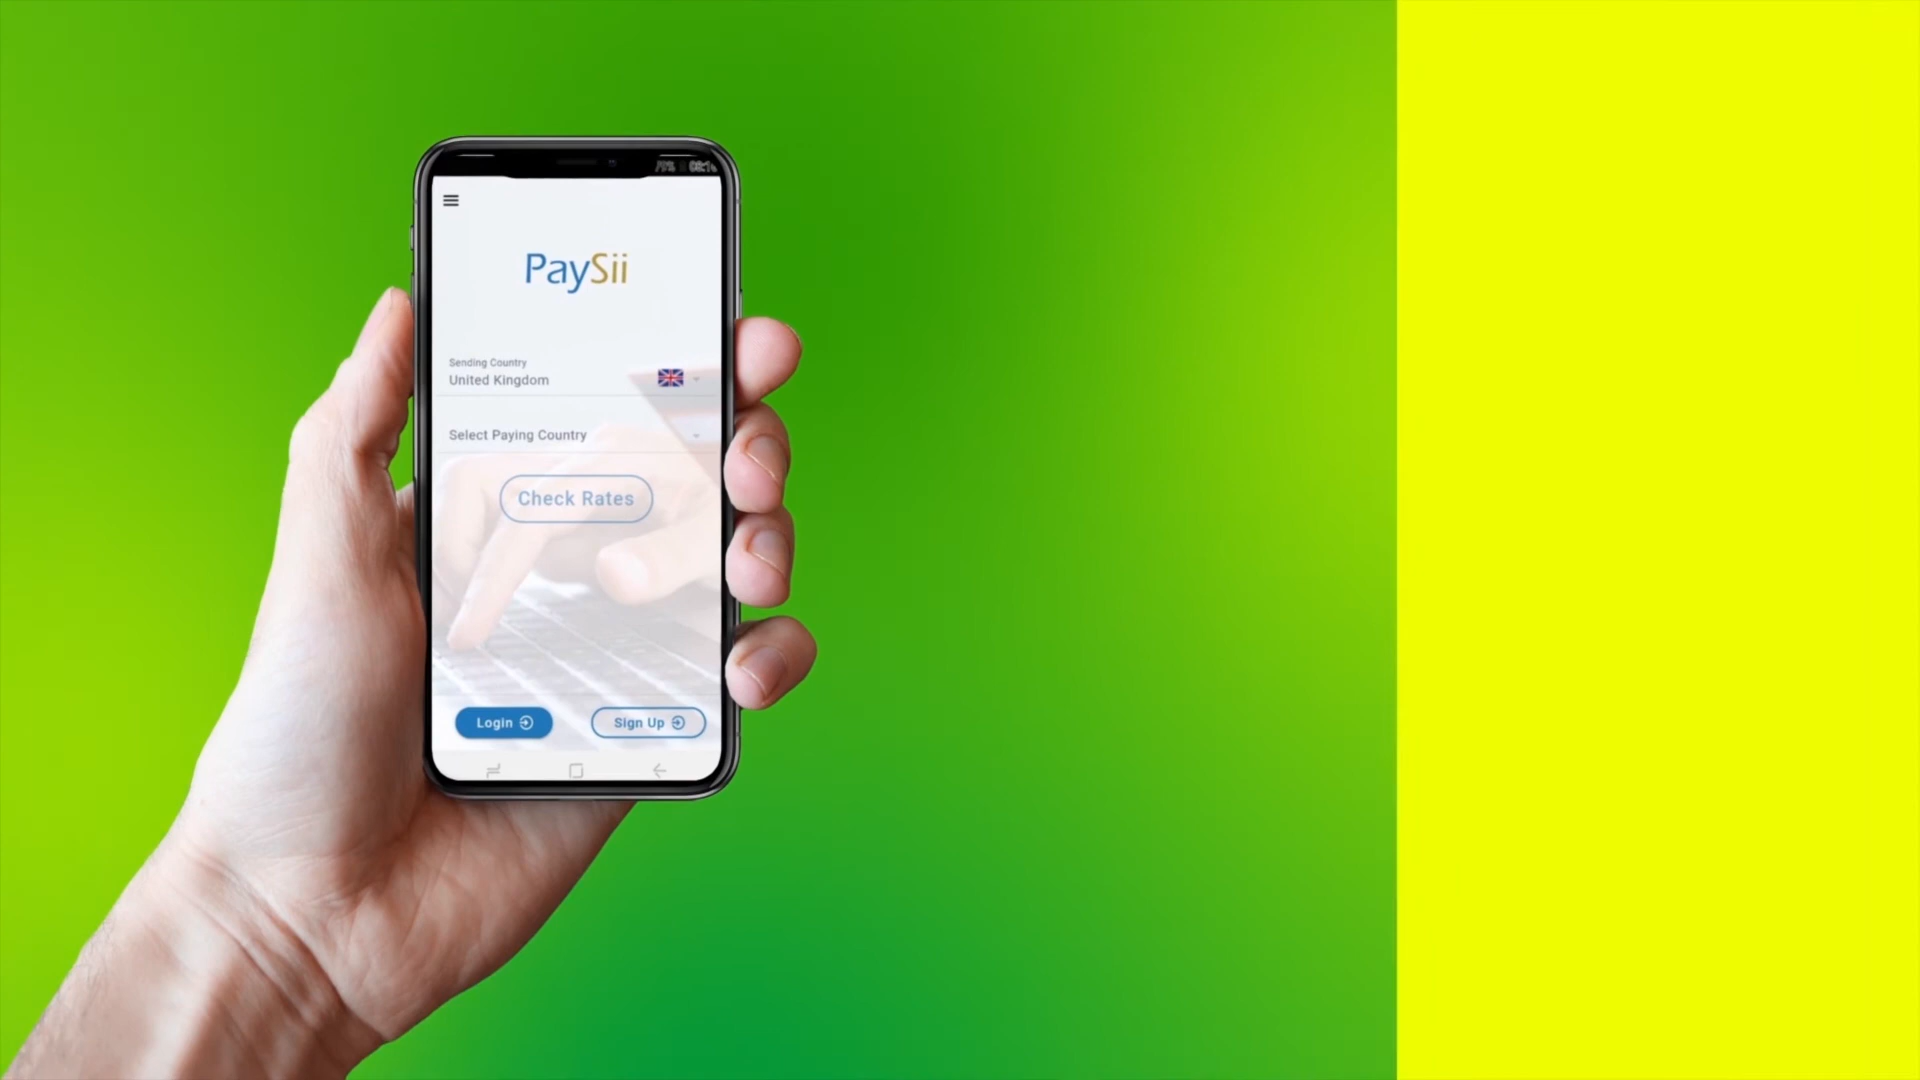 PaySii
Sending Country
United Kingdom
Select Paying Country
Check Rates
Login
Sign Up